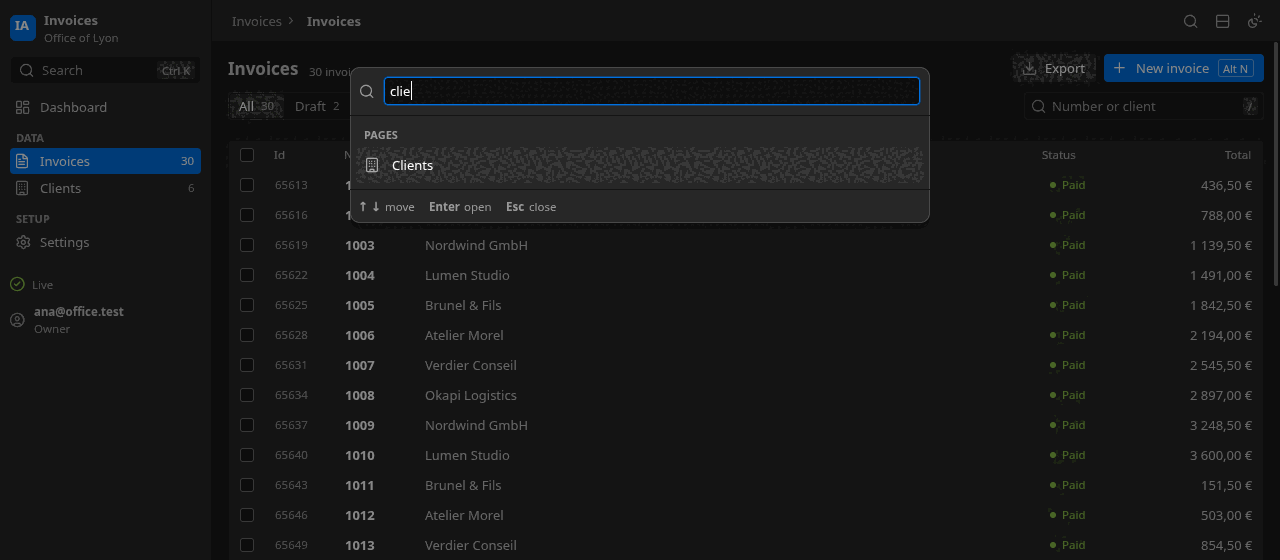 IA
Invoices
Office of Lyon
Search Ctrl K
Dashboard
DATA
Invoices 30
Clients 6
SETUP
Settings
Live
ana@office.test
Owner
Invoices > Invoices
Invoices 30 invoi
Export
+ New invoice Alt N
All 30
Draft 2
Number or client /
clie
PAGES
Clients
↑ ↓ move Enter open Esc close
Id N Status Total
65613 1 Paid 436,50 €
65616 1 Paid 788,00 €
65619 1003 Nordwind GmbH Paid 1 139,50 €
65622 1004 Lumen Studio Paid 1 491,00 €
65625 1005 Brunel & Fils Paid 1 842,50 €
65628 1006 Atelier Morel Paid 2 194,00 €
65631 1007 Verdier Conseil Paid 2 545,50 €
65634 1008 Okapi Logistics Paid 2 897,00 €
65637 1009 Nordwind GmbH Paid 3 248,50 €
65640 1010 Lumen Studio Paid 3 600,00 €
65643 1011 Brunel & Fils Paid 151,50 €
65646 1012 Atelier Morel Paid 503,00 €
65649 1013 Verdier Conseil Paid 854,50 €